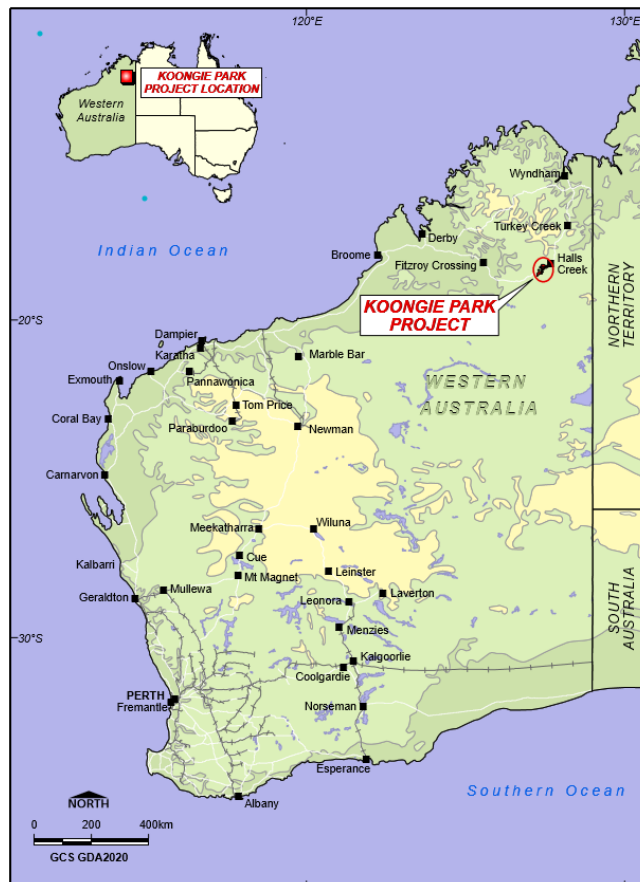 120°E
130°E
KOONGIE PARK
PROJECT LOCATION
Western
Australia
Wyndham
Turkey Creek
Indian Ocean
Derby
Broome
Fitzroy Crossing
Halls
Creek
KOONGIE PARK
PROJECT
NORTHERN
TERRITORY
20°S
Dampier
Karatha
Marble Bar
Onslow
Exmouth
Pannawonica
WESTERN
AUSTRALIA
Tom Price
Coral Bay
Paraburdoo
Newman
Carnarvon
Meekatharra
Wiluna
Cue
Kalbarri
Leinster
Mt Magnet
Mullewa
Laverton
Geraldton
Leonora
SOUTH
AUSTRALIA
Menzies
30°S
Kalgoorlie
Coolgardie
PERTH
Fremantle
Norseman
Esperance
Southern Ocean
NORTH
Albany
0 200 400km
GCS GDA2020